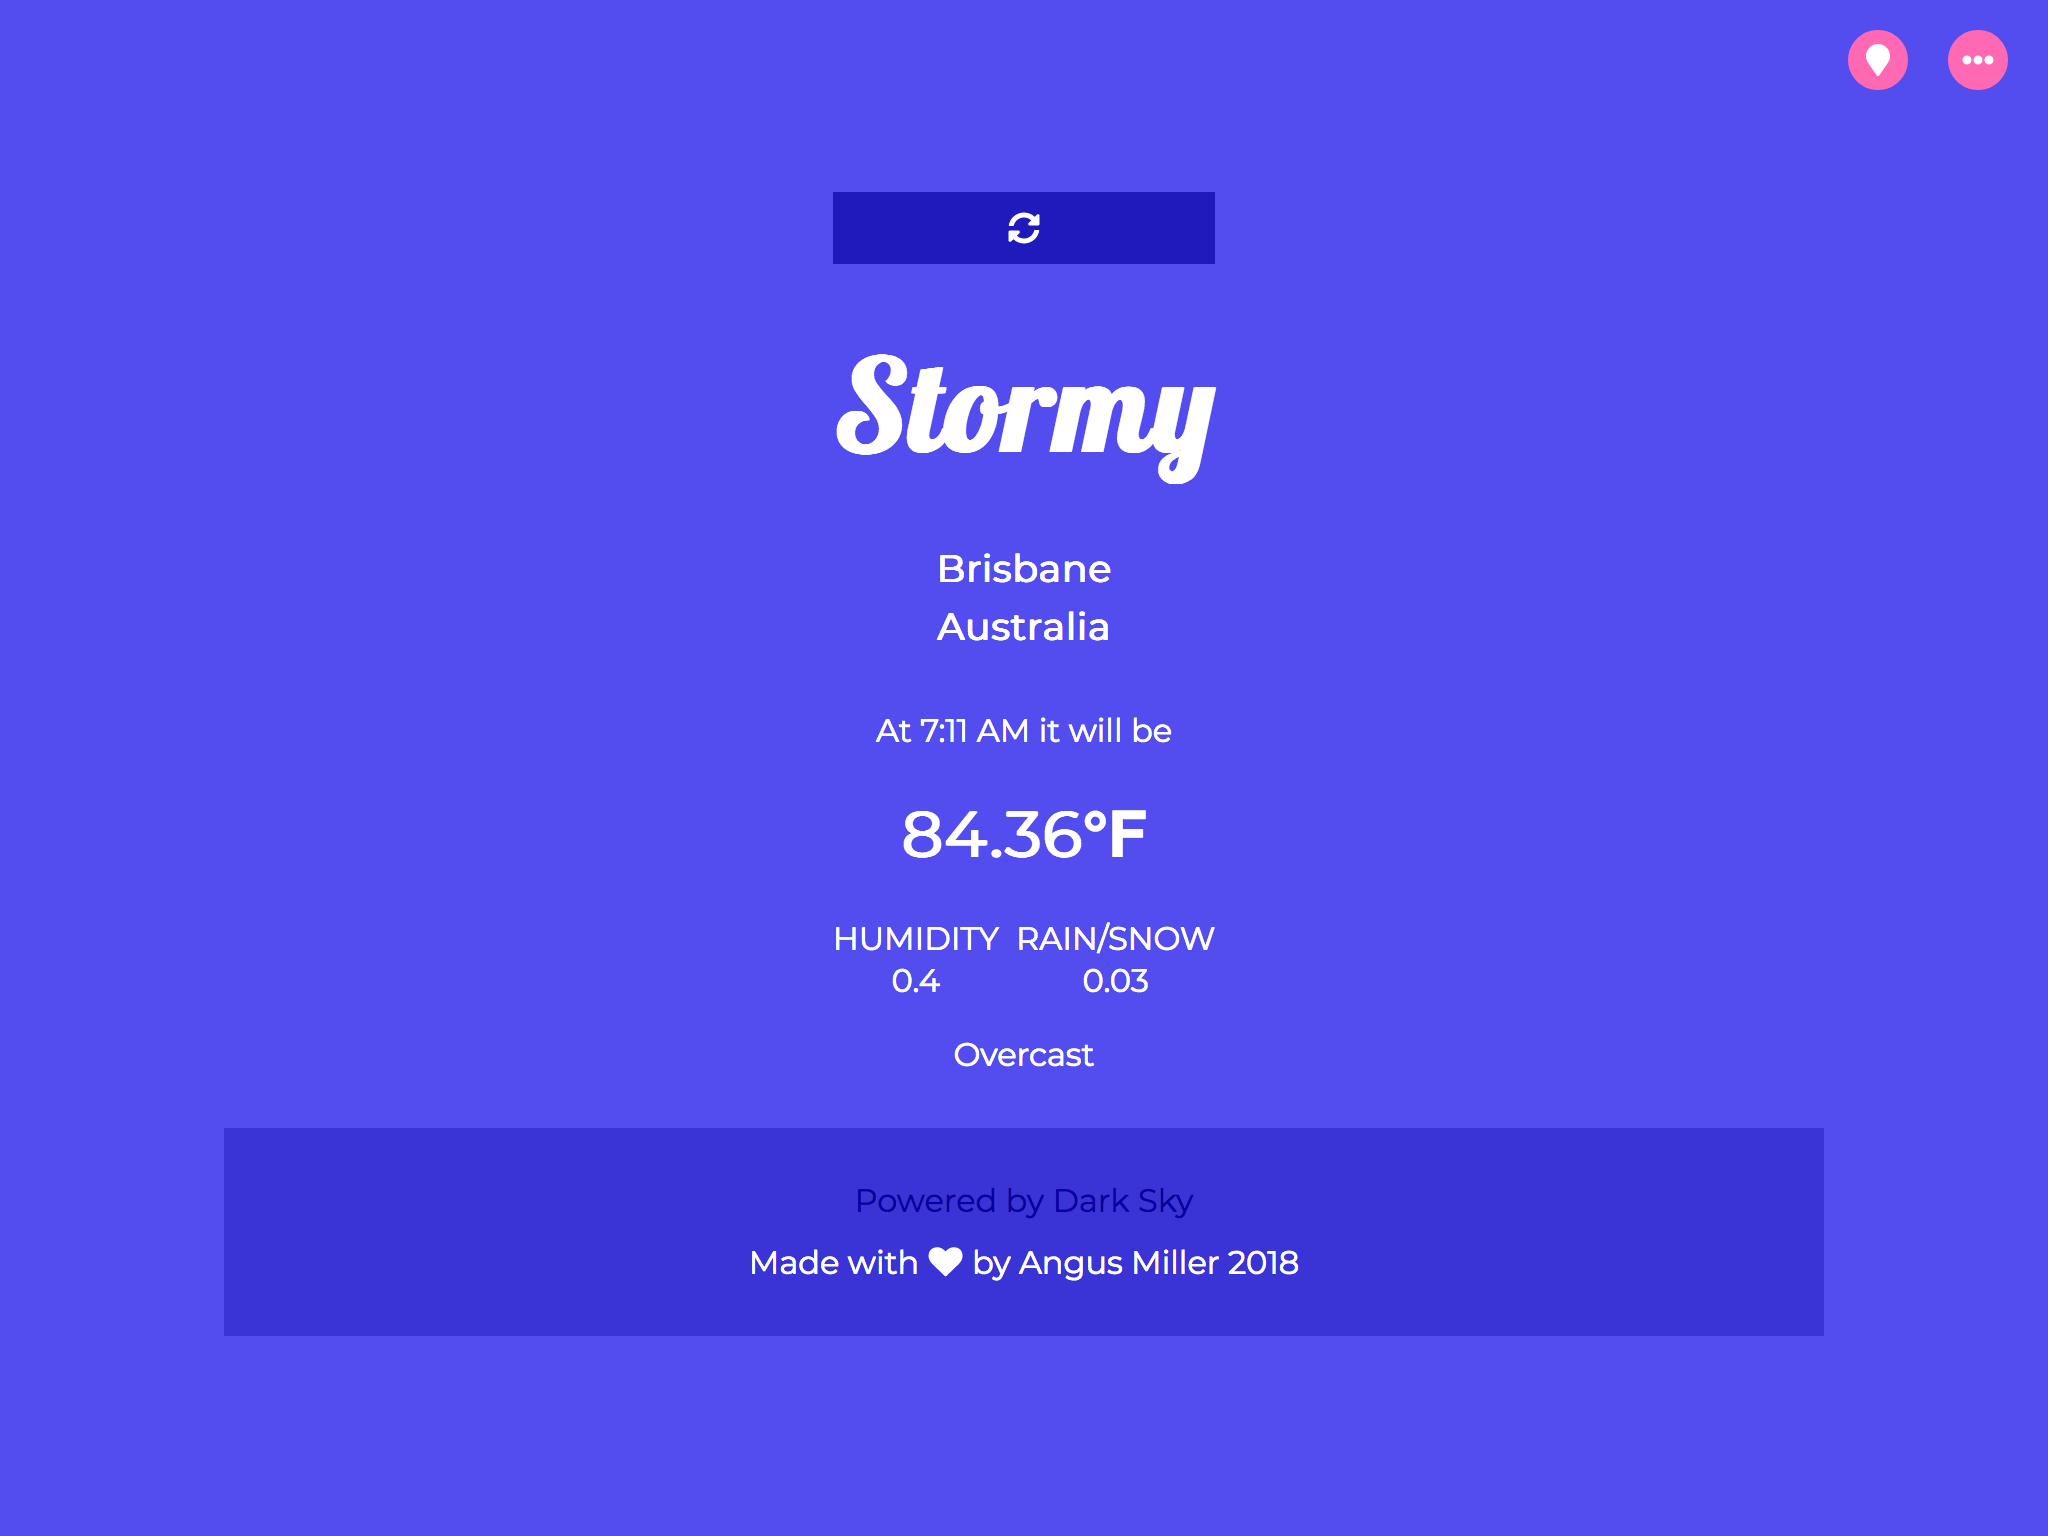 Stormy
Brisbane
Australia
At 7:11 AM it will be
84.36°F
HUMIDITY RAIN/SNOW
0.4 0.03
Overcast
Powered by Dark Sky
Made with ♥ by Angus Miller 2018